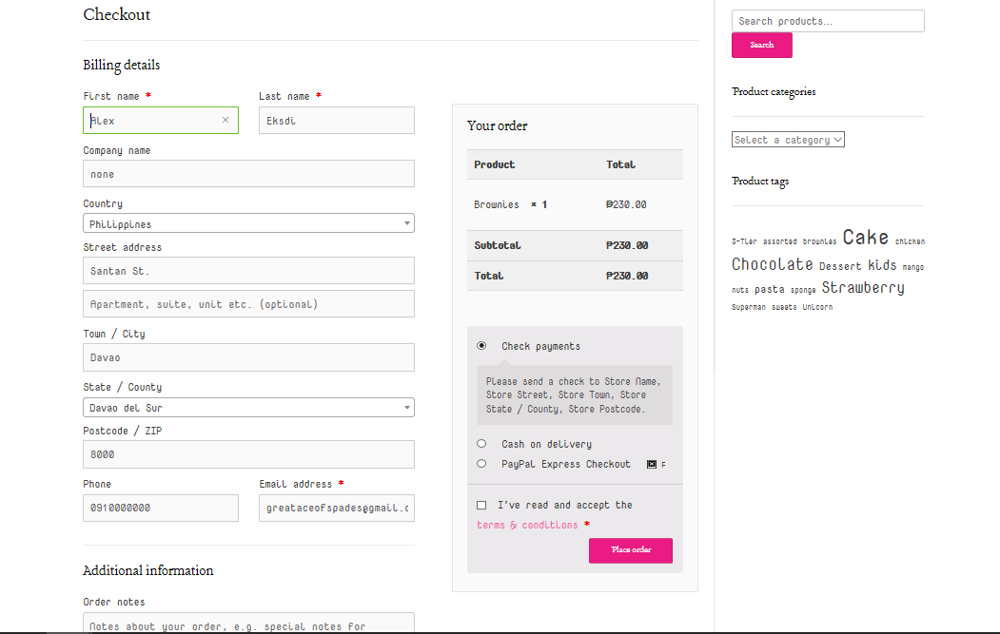 Checkout
Billing details
First name *
Alex ×
Last name *
Eksdi
Company name
none
Country
Philippines
Street address
Santan St.
Apartment, suite, unit etc. (optional)
Town / City
Davao
State / County
Davao del Sur
Postcode / ZIP
8000
Phone
0910000000
Email address *
greataceofspades@gmail.c
Additional information
Order notes
Notes about your order, e.g. special notes for
Your order
Product Total
Brownies × 1 ₱230.00
Subtotal ₱230.00
Total ₱230.00
Check payments
Please send a check to Store Name,
Store Street, Store Town, Store
State / County, Store Postcode.
Cash on delivery
PayPal Express Checkout P
I've read and accept the
terms & conditions *
Place order
Search products...
Search
Product categories
Select a category
Product tags
3-Tier assorted brownies Cake chicken
Chocolate Dessert kids mango
nuts pasta sponge Strawberry
Superman sweets Unicorn